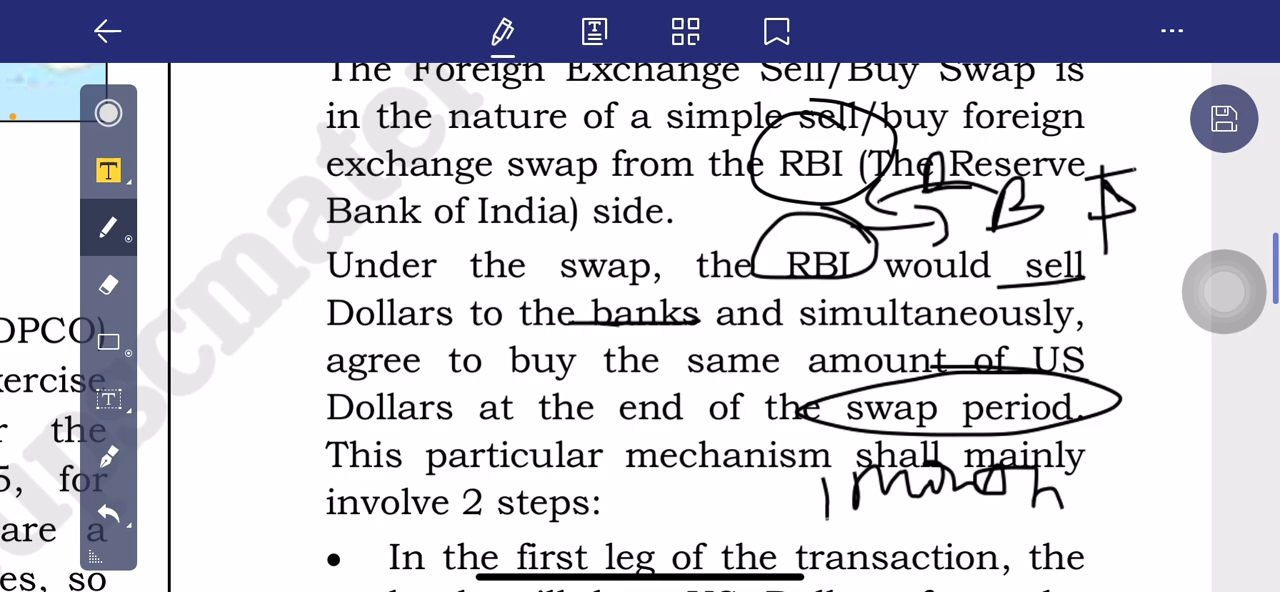 The Foreign Exchange Sell/Buy Swap is
in the nature of a simple sell/buy foreign
exchange swap from the RBI (The Reserve
Bank of India) side.
B
Under the swap, the RBI would sell
Dollars to the banks and simultaneously,
agree to buy the same amount of US
Dollars at the end of the swap period.
This particular mechanism shall mainly
1 month
involve 2 steps:
• In the first leg of the transaction, the
DPCO)
xercise
r the
5, for
are a
es, so
upscmater